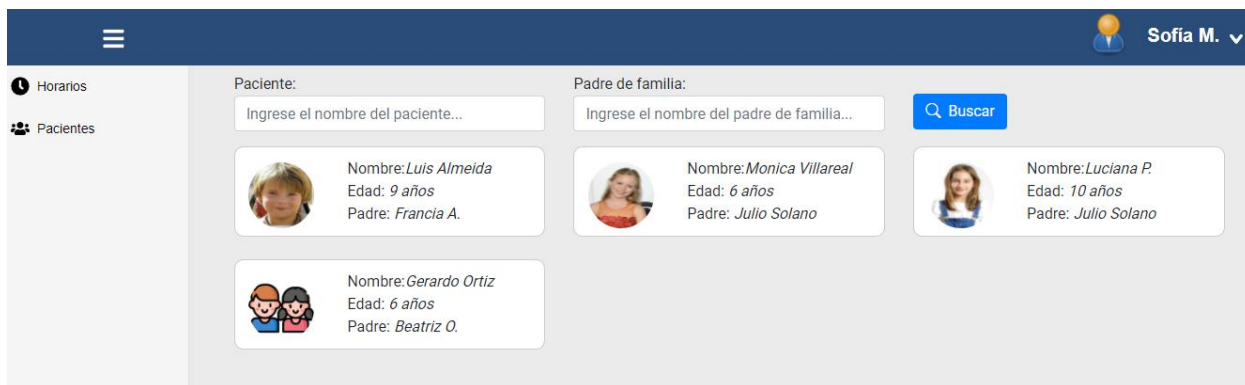 Sofía M.
Horarios
Pacientes
Paciente:
Ingrese el nombre del paciente...
Padre de familia:
Ingrese el nombre del padre de familia...
Buscar
Nombre:Luis Almeida
Edad: 9 años
Padre: Francia A.
Nombre:Monica Villareal
Edad: 6 años
Padre: Julio Solano
Nombre:Luciana P.
Edad: 10 años
Padre: Julio Solano
Nombre:Gerardo Ortiz
Edad: 6 años
Padre: Beatriz O.